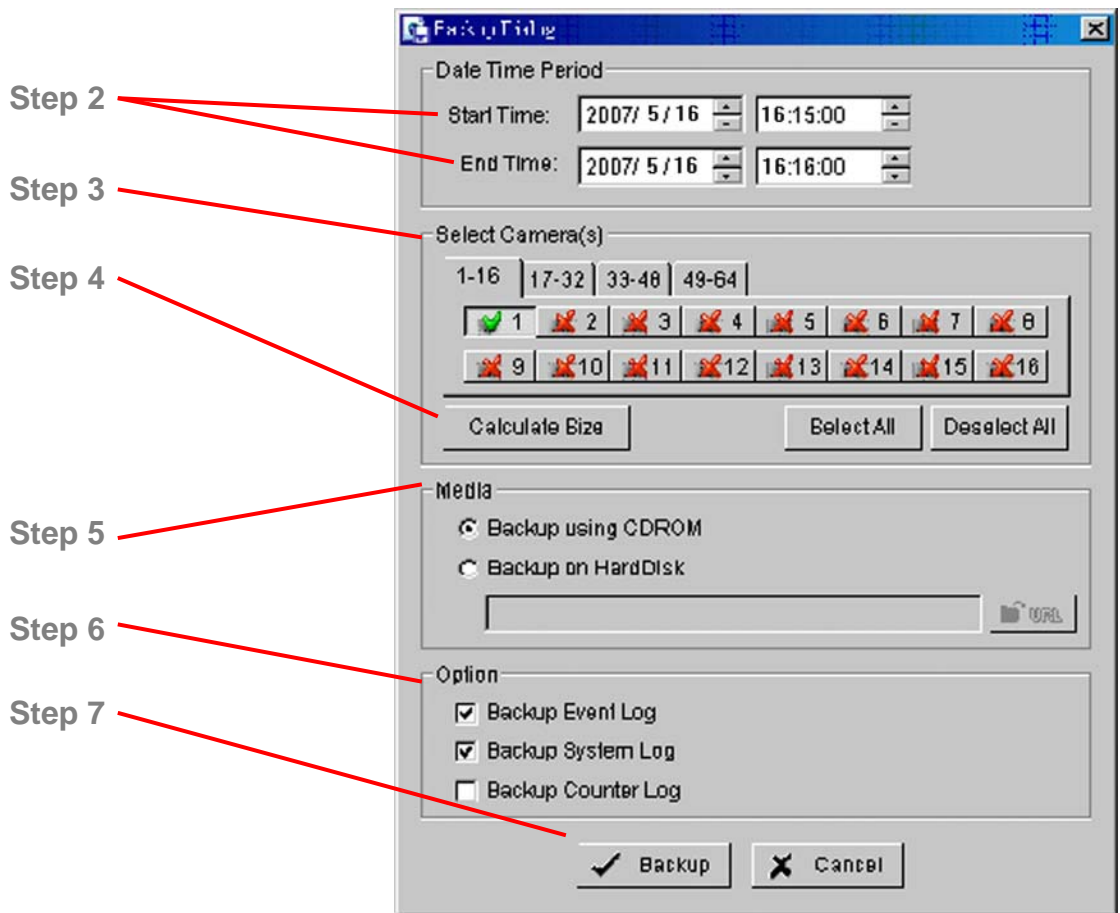 Backup Dialog
Date Time Period
Step 2
Start Time: 2007/ 5 / 16 16:15:00
End Time: 2007/ 5 / 16 16:16:00
Step 3
Select Camera(s)
Step 4
1-16 17-32 33-48 49-64
1 2 3 4 5 6 7 8
9 10 11 12 13 14 15 16
Calculate Size Select All Deselect All
Media
Step 5
Backup using CDROM
Backup on HardDisk
URL
Step 6
Option
Step 7
Backup Event Log
Backup System Log
Backup Counter Log
Backup Cancel